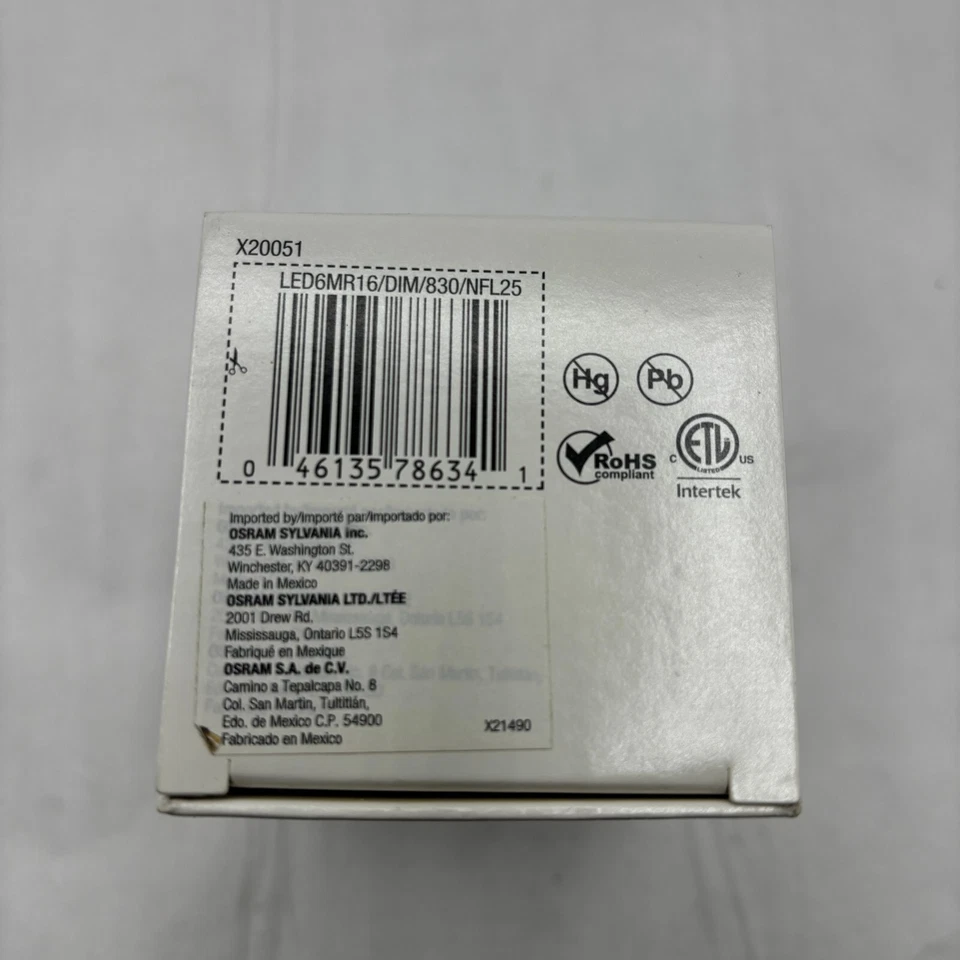 X20051
LED6MR16/DIM/830/NFL25
0 46135 78634 1
Hg Pb
RoHS
compliant
ETL
LISTED
C US
Intertek
Imported by/Importé par/Importado por:
OSRAM SYLVANIA Inc.
435 E. Washington St.
Winchester, KY 40391-2298
Made in Mexico
OSRAM SYLVANIA LTD./LTÉE
2001 Drew Rd.
Mississauga, Ontario L5S 1S4
Fabriqué en Mexique
OSRAM S.A. de C.V.
Camino a Tepalcapa No. 8
Col. San Martin, Tultitlán,
Edo. de Mexico C.P. 54900
X21490
Fabricado en Mexico